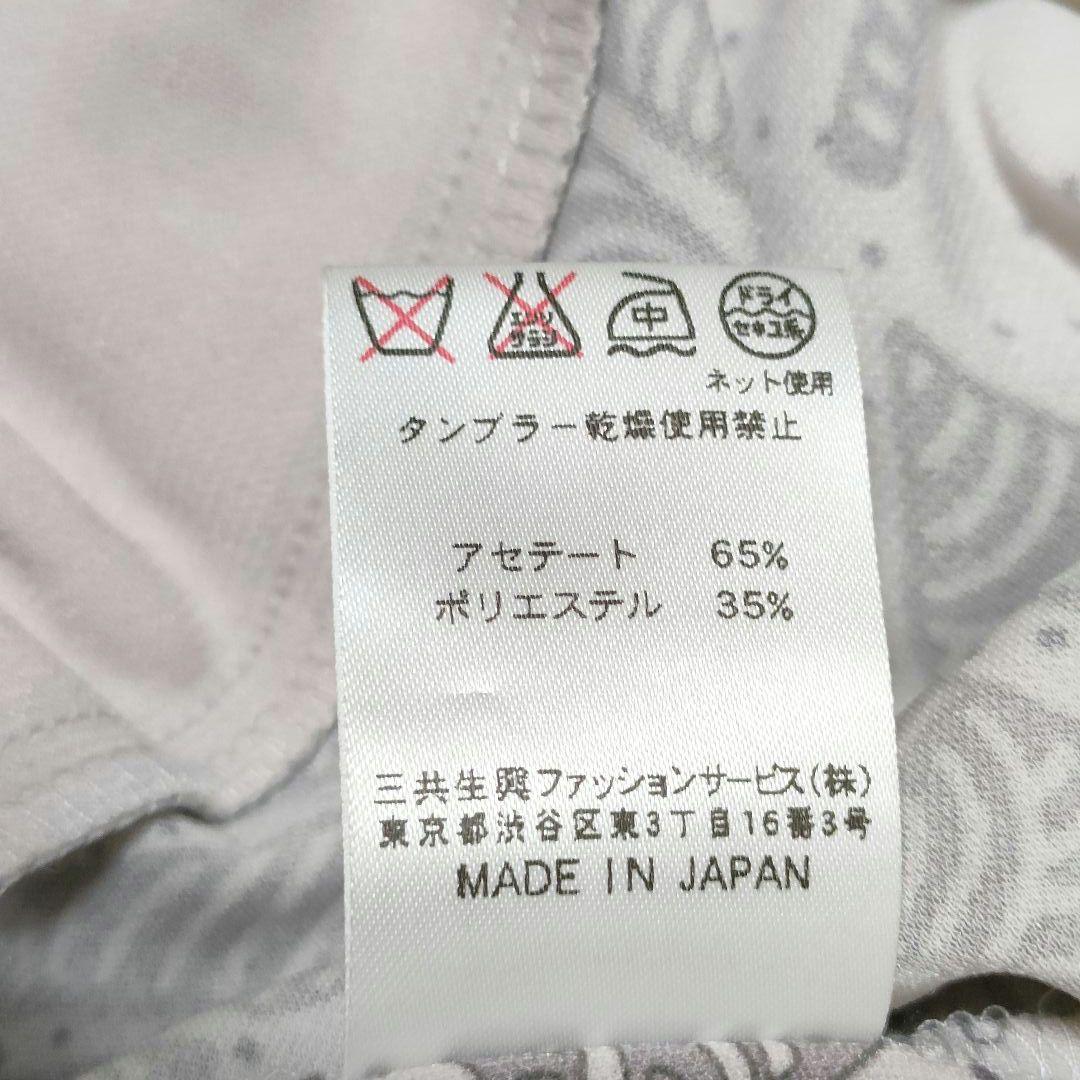 エンソ
サラシ
中
ドライ
セキユ系
ネット使用
タンブラー乾燥使用禁止
アセテート 65%
ポリエステル 35%
三共生興ファッションサービス(株)
東京都渋谷区東3丁目16番3号
MADE IN JAPAN